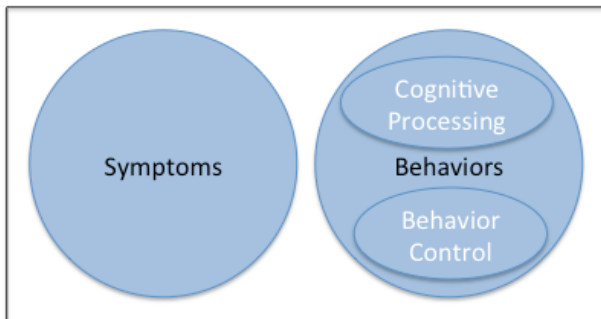 Symptoms
Cognitive
Processing
Behaviors
Behavior
Control